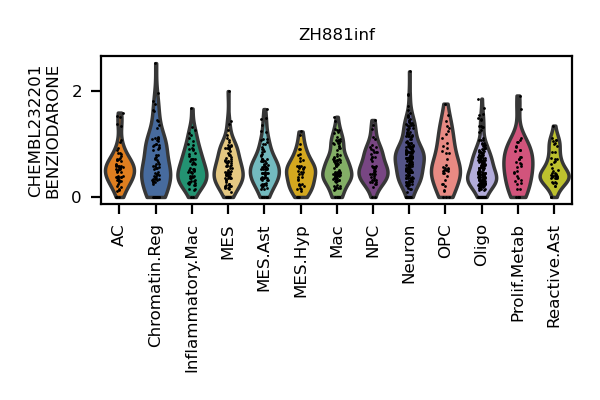 ZH881inf
CHEMBL232201
BENZIODARONE
2
0
AC
Chromatin.Reg
Inflammatory.Mac
MES
MES.Ast
MES.Hyp
Mac
NPC
Neuron
OPC
Oligo
Prolif.Metab
Reactive.Ast